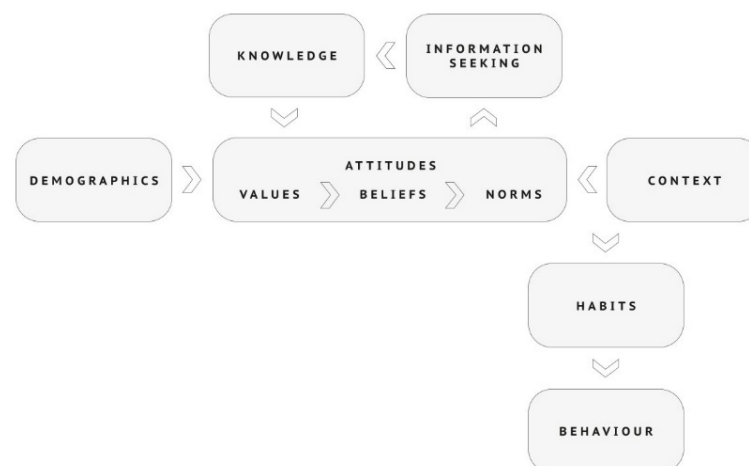 KNOWLEDGE
INFORMATION
SEEKING
DEMOGRAPHICS
ATTITUDES
VALUES BELIEFS NORMS
CONTEXT
HABITS
BEHAVIOUR